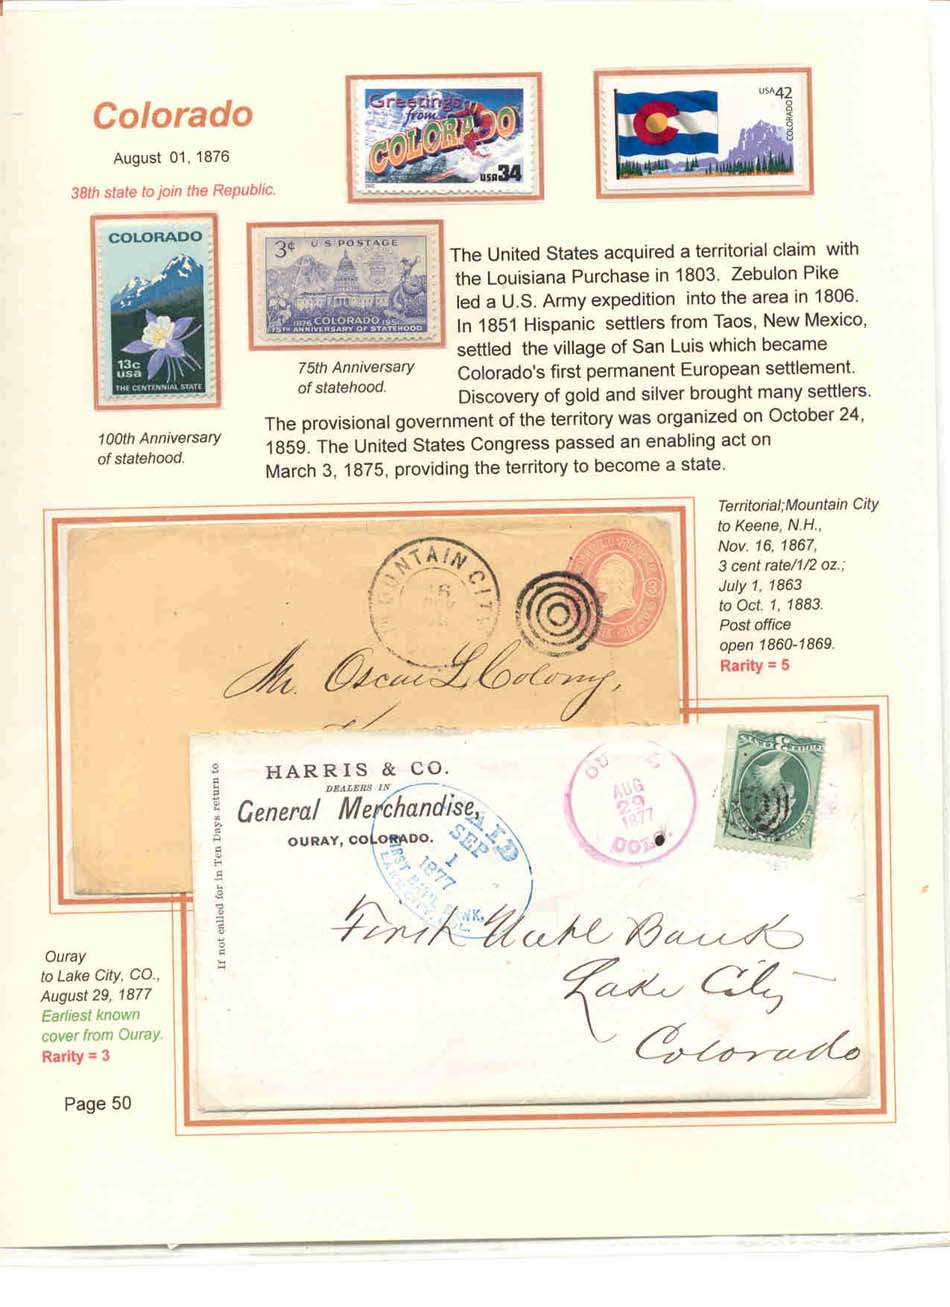 Colorado
August 01, 1876
38th state to join the Republic.
Greetings
from
COLORADO
USA34
USA42
COLORADO
COLORADO
13c
usa
THE CENTENNIAL STATE
3¢ U S POSTAGE
1876 COLORADO 1951
75TH ANNIVERSARY OF STATEHOOD
100th Anniversary
of statehood.
75th Anniversary
of statehood.
The United States acquired a territorial claim with
the Louisiana Purchase in 1803. Zebulon Pike
led a U.S. Army expedition into the area in 1806.
In 1851 Hispanic settlers from Taos, New Mexico,
settled the village of San Luis which became
Colorado's first permanent European settlement.
Discovery of gold and silver brought many settlers.
The provisional government of the territory was organized on October 24,
1859. The United States Congress passed an enabling act on
March 3, 1875, providing the territory to become a state.
Territorial;Mountain City
to Keene, N.H.,
Nov. 16, 1867,
3 cent rate/1/2 oz.;
July 1, 1863
to Oct. 1, 1883.
Post office
open 1860-1869.
Rarity = 5
MOUNTAIN CITY
16
NOV
Mr. Oscar L Colony,
HARRIS & CO.
DEALERS IN
General Merchandise,
OURAY, COLORADO.
If not called for in Ten Days return to
PAID
SEP
1
1877
FIRST NAT'L BANK.
LAKE CITY, COL.
AUG
29
1877
COLO.
First Natl Bank
Lake City
Colorado
Ouray
to Lake City, CO.,
August 29, 1877
Earliest known
cover from Ouray.
Rarity = 3
Page 50